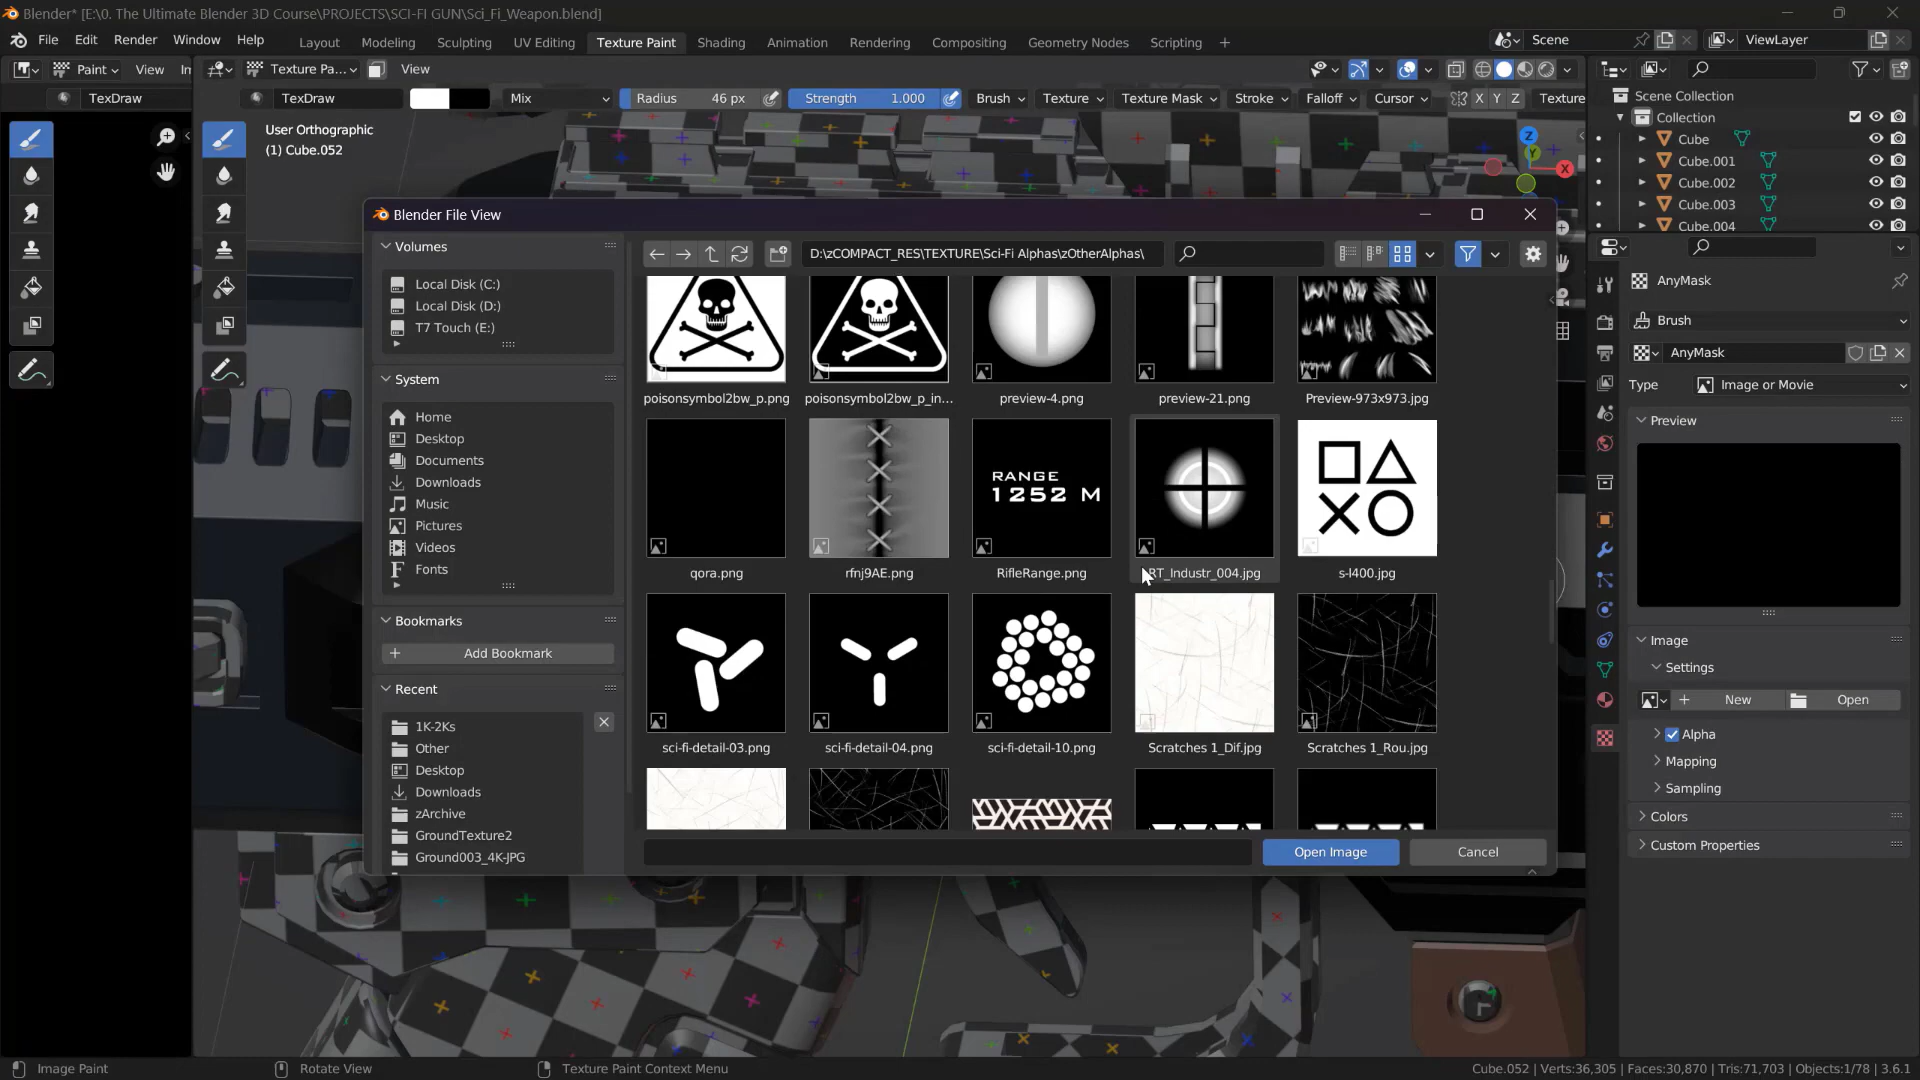 Blender* [E:\0. The Ultimate Blender 3D Course\PROJECTS\SCI-FI GUN\Sci_Fi_Weapon.blend]
File Edit Render Window Help Layout Modeling Sculpting UV Editing Texture Paint Shading Animation Rendering Compositing Geometry Nodes Scripting + Scene ViewLayer
Paint View Texture Pa... View
TexDraw TexDraw Mix Radius 46 px Strength 1.000 Brush Texture Texture Mask Stroke Falloff Cursor X Y Z Texture
User Orthographic
(1) Cube.052
Z
Y
X
Scene Collection
Collection
Cube
Cube.001
Cube.002
Cube.003
Cube.004
Blender File View
Volumes
Local Disk (C:)
Local Disk (D:)
T7 Touch (E:)
System
Home
Desktop
Documents
Downloads
Music
Pictures
Videos
Fonts
Bookmarks
Add Bookmark
Recent
1K-2Ks
Other
Desktop
Downloads
zArchive
GroundTexture2
Ground003_4K-JPG
D:\zCOMPACT_RES\TEXTURE\Sci-Fi Alphas\zOtherAlphas\
poisonsymbol2bw_p.png poisonsymbol2bw_p_in... preview-4.png preview-21.png Preview-973x973.jpg
RANGE
1252 M
qora.png rfnj9AE.png RifleRange.png RT_Industr_004.jpg s-l400.jpg
sci-fi-detail-03.png sci-fi-detail-04.png sci-fi-detail-10.png Scratches 1_Dif.jpg Scratches 1_Rou.jpg
Open Image Cancel
AnyMask
Brush
AnyMask
Type Image or Movie
Preview
Image
Settings
New Open
Alpha
Mapping
Sampling
Colors
Custom Properties
Image Paint Rotate View Texture Paint Context Menu Cube.052 | Verts:36,305 | Faces:30,870 | Tris:71,703 | Objects:1/78 | 3.6.1